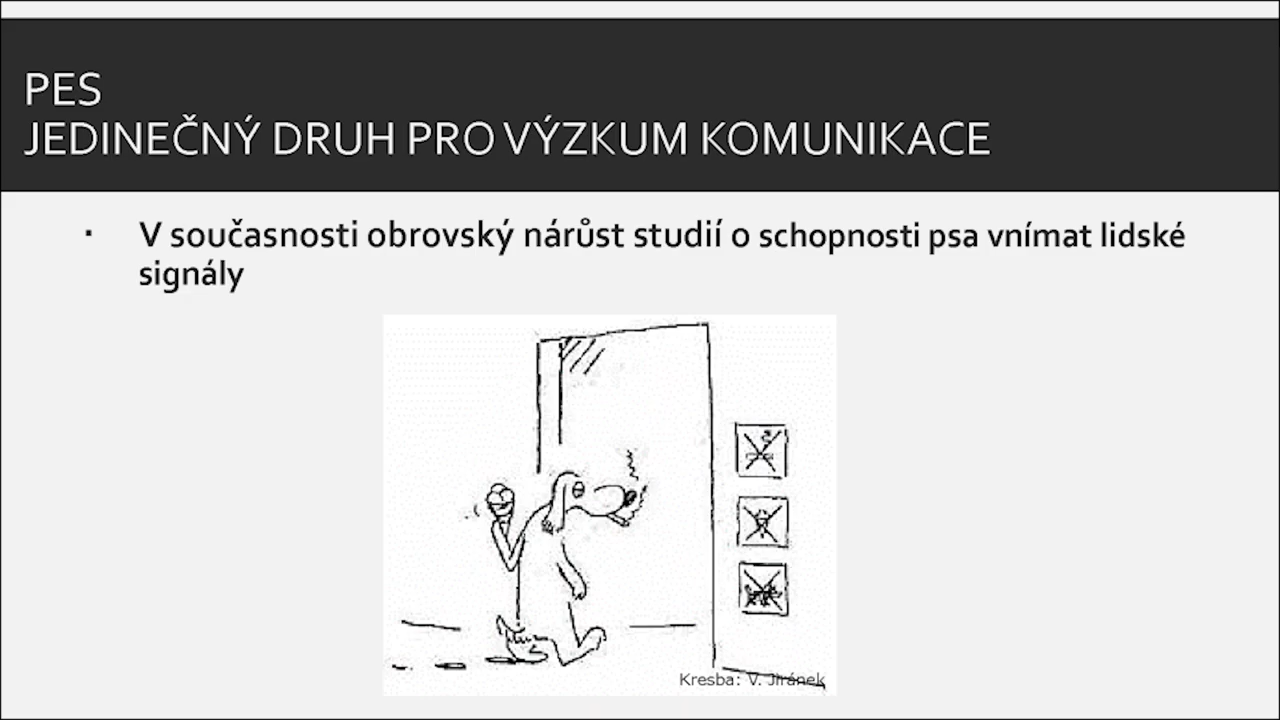 PES
JEDINEČNÝ DRUH PRO VÝZKUM KOMUNIKACE
▪ V současnosti obrovský nárůst studií o schopnosti psa vnímat lidské
signály
Kresba: V. Jiránek